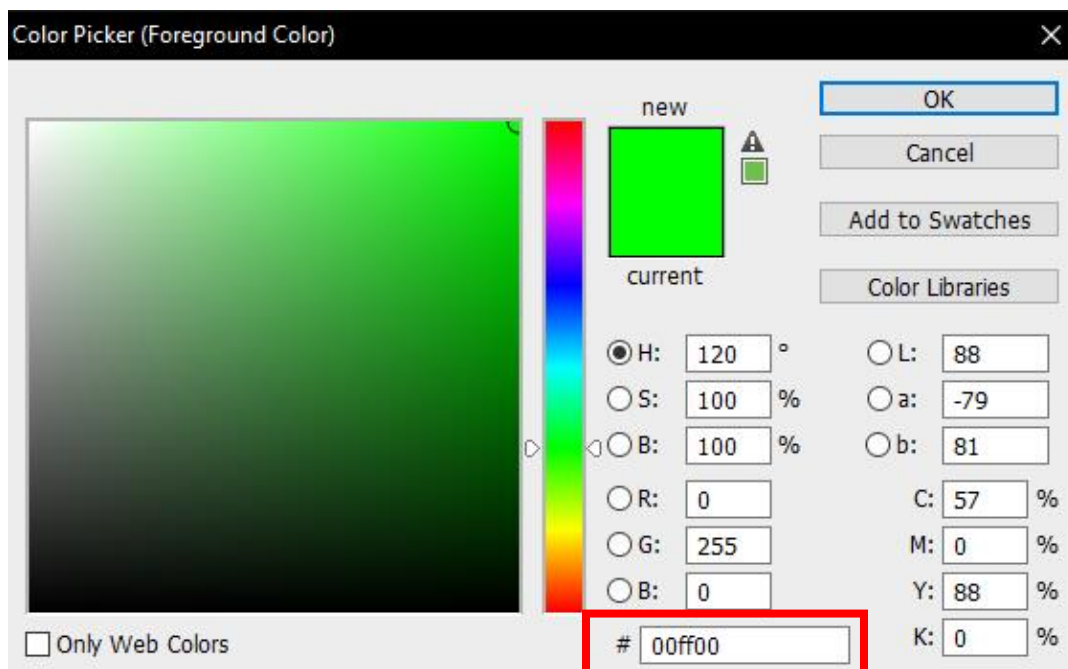 Color Picker (Foreground Color)
new
current
OK
Cancel
Add to Swatches
Color Libraries
H: 120 °
S: 100 %
B: 100 %
R: 0
G: 255
B: 0
# 00ff00
L: 88
a: -79
b: 81
C: 57 %
M: 0 %
Y: 88 %
K: 0 %
Only Web Colors